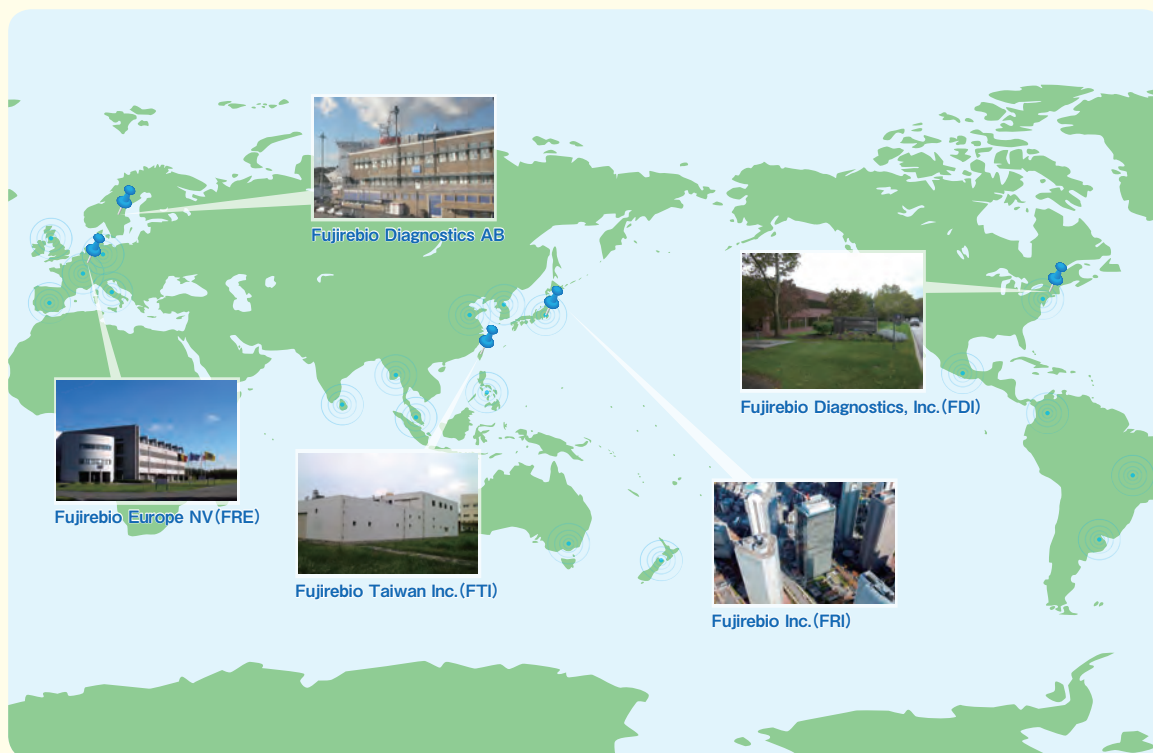 Fujirebio Diagnostics AB
Fujirebio Diagnostics, Inc.(FDI)
Fujirebio Europe NV(FRE)
Fujirebio Taiwan Inc.(FTI)
Fujirebio Inc.(FRI)